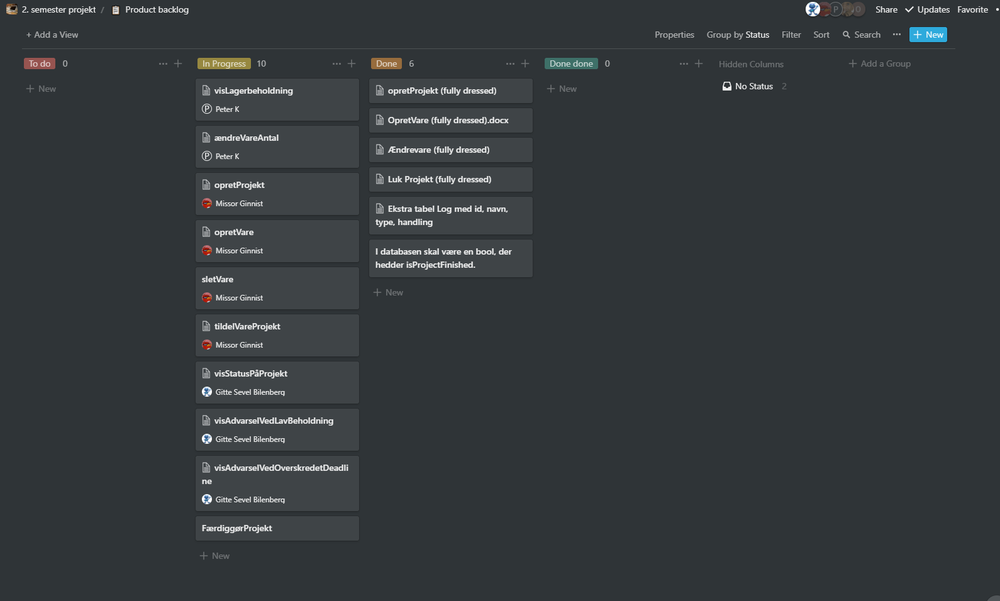 2. semester projekt / Product backlog
P O Share Updates Favorite
+ Add a View
Properties Group by Status Filter Sort Search ... + New
To do 0 ... +
+ New
In Progress 10 ... +
visLagerbeholdning
P Peter K
ændreVareAntal
P Peter K
opretProjekt
Missor Ginnist
opretVare
Missor Ginnist
sletVare
Missor Ginnist
tildelVareProjekt
Missor Ginnist
visStatusPåProjekt
Gitte Sevel Bilenberg
visAdvarselVedLavBeholdning
Gitte Sevel Bilenberg
visAdvarselVedOverskredetDeadli
ne
Gitte Sevel Bilenberg
FærdiggørProjekt
+ New
Done 6 ... +
opretProjekt (fully dressed)
OpretVare (fully dressed).docx
Ændrevare (fully dressed)
Luk Projekt (fully dressed)
Ekstra tabel Log med id, navn,
type, handling
I databasen skal være en bool, der
hedder isProjectFinished.
+ New
Done done 0 ... +
+ New
Hidden Columns
No Status 2
+ Add a Group